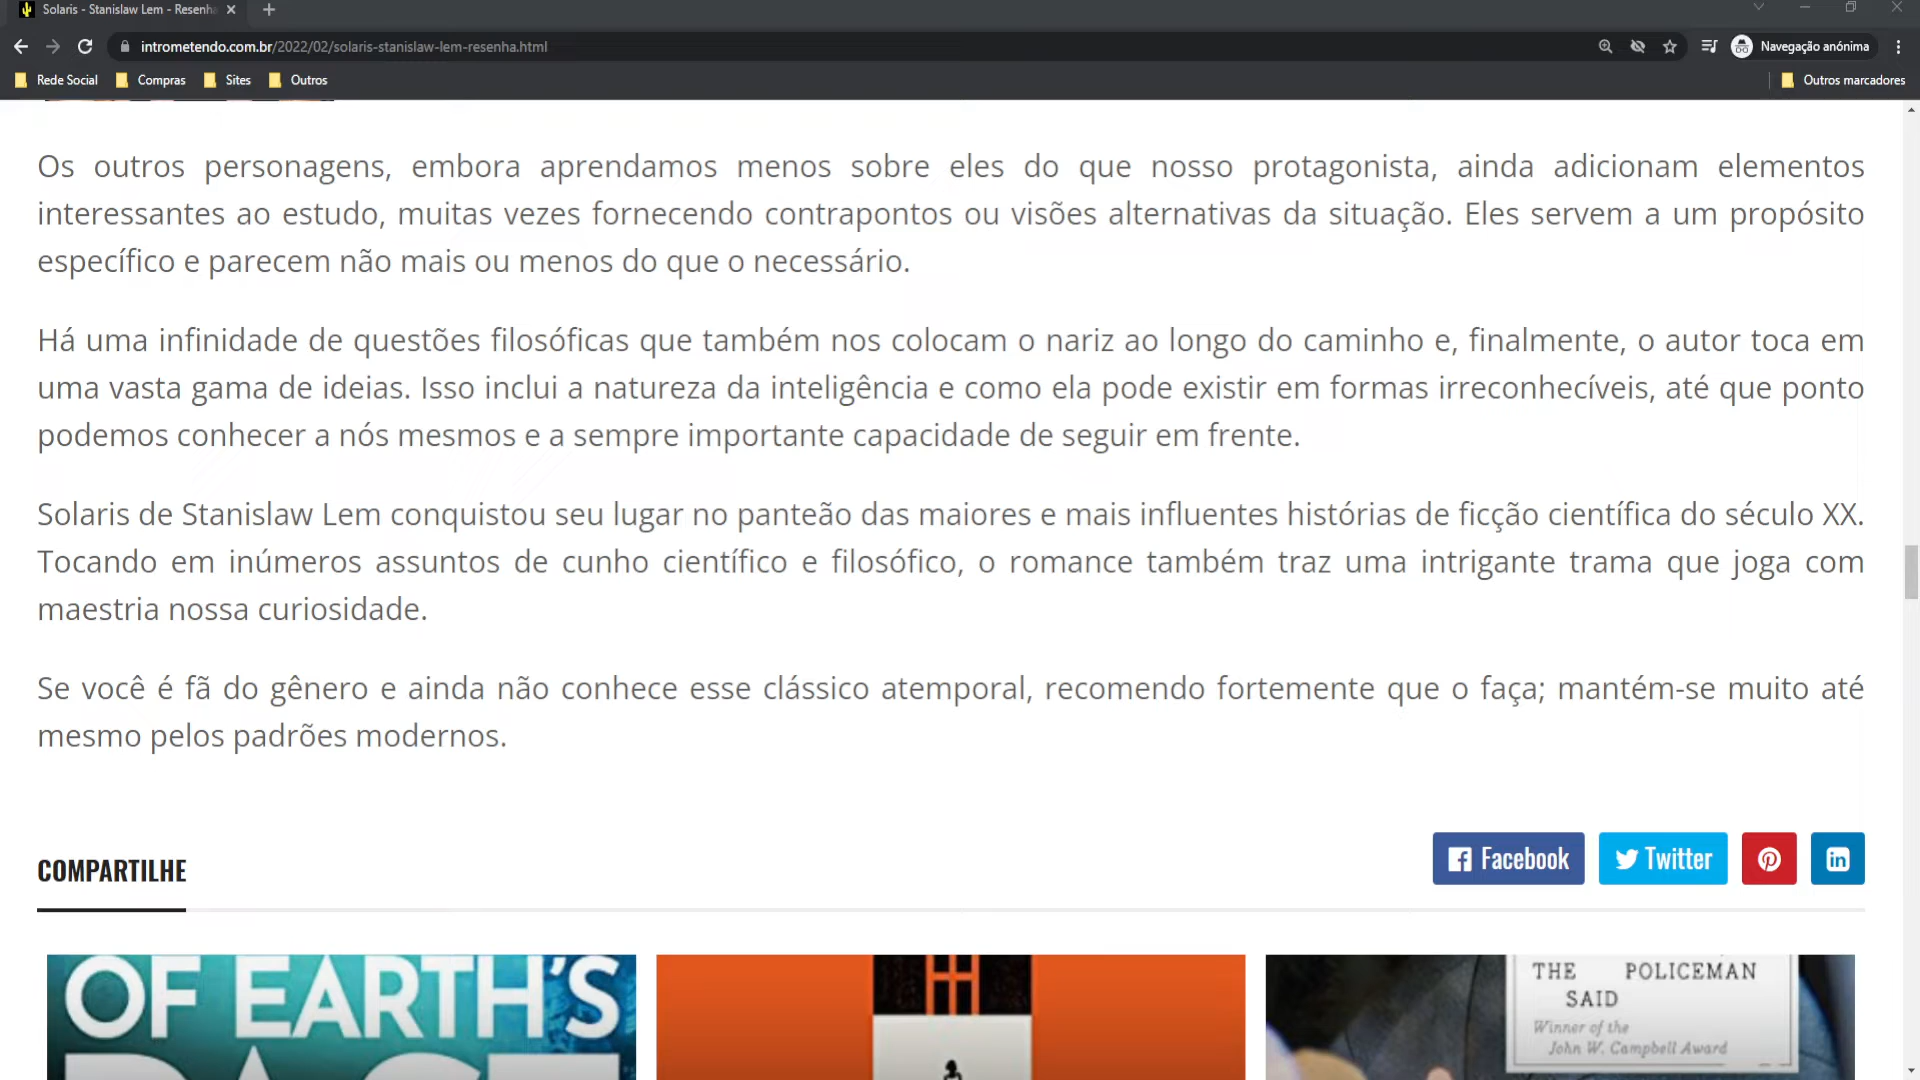 Solaris - Stanislaw Lem - Resenha
intrometendo.com.br/2022/02/solaris-stanislaw-lem-resenha.html
Navegação anónima
Rede Social
Compras
Sites
Outros
Outros marcadores
Os outros personagens, embora aprendamos menos sobre eles do que nosso protagonista, ainda adicionam elementos
interessantes ao estudo, muitas vezes fornecendo contrapontos ou visões alternativas da situação. Eles servem a um propósito
específico e parecem não mais ou menos do que o necessário.
Há uma infinidade de questões filosóficas que também nos colocam o nariz ao longo do caminho e, finalmente, o autor toca em
uma vasta gama de ideias. Isso inclui a natureza da inteligência e como ela pode existir em formas irreconhecíveis, até que ponto
podemos conhecer a nós mesmos e a sempre importante capacidade de seguir em frente.
Solaris de Stanislaw Lem conquistou seu lugar no panteão das maiores e mais influentes histórias de ficção científica do século XX.
Tocando em inúmeros assuntos de cunho científico e filosófico, o romance também traz uma intrigante trama que joga com
maestria nossa curiosidade.
Se você é fã do gênero e ainda não conhece esse clássico atemporal, recomendo fortemente que o faça; mantém-se muito até
mesmo pelos padrões modernos.
COMPARTILHE
Facebook
Twitter
OF EARTH'S
THE POLICEMAN
SAID
Winner of the
John W. Campbell Award